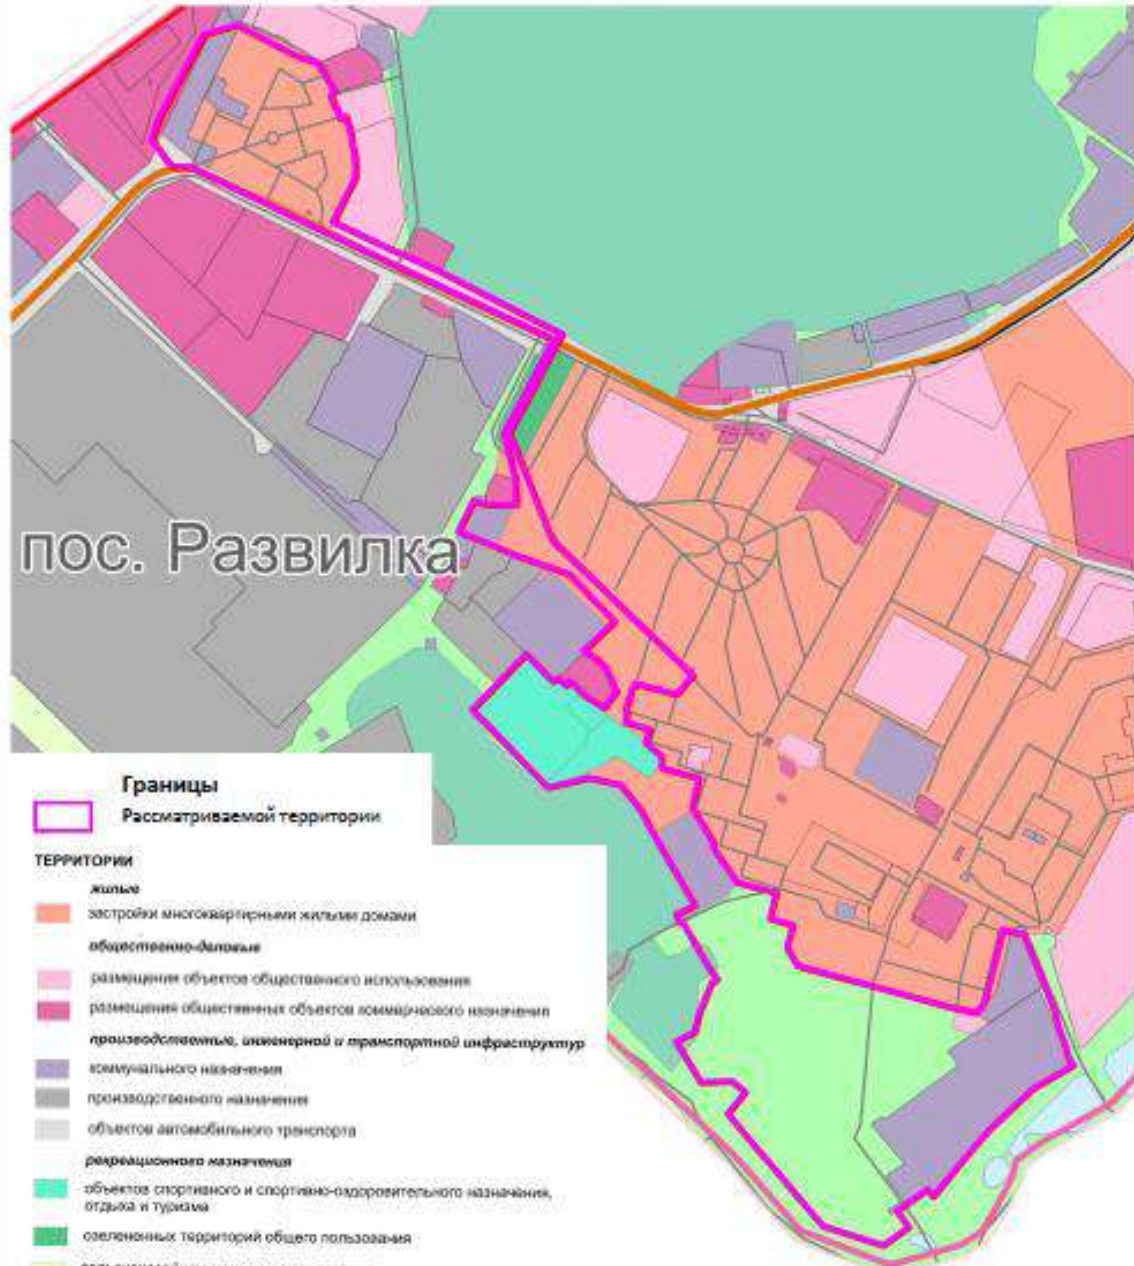 пос. Развилка
Границы
Рассматриваемой территории
ТЕРРИТОРИИ
жилые
застройки многоквартирными жилыми домами
общественно-деловые
размещения объектов общественного использования
размещения общественных объектов коммерческого назначения
производственные, инженерной и транспортной инфраструктур
коммунального назначения
производственного назначения
объектов автомобильного транспорта
рекреационного назначения
объектов спортивного и спортивно-оздоровительного назначения,
отдыха и туризма
озелененных территорий общего пользования